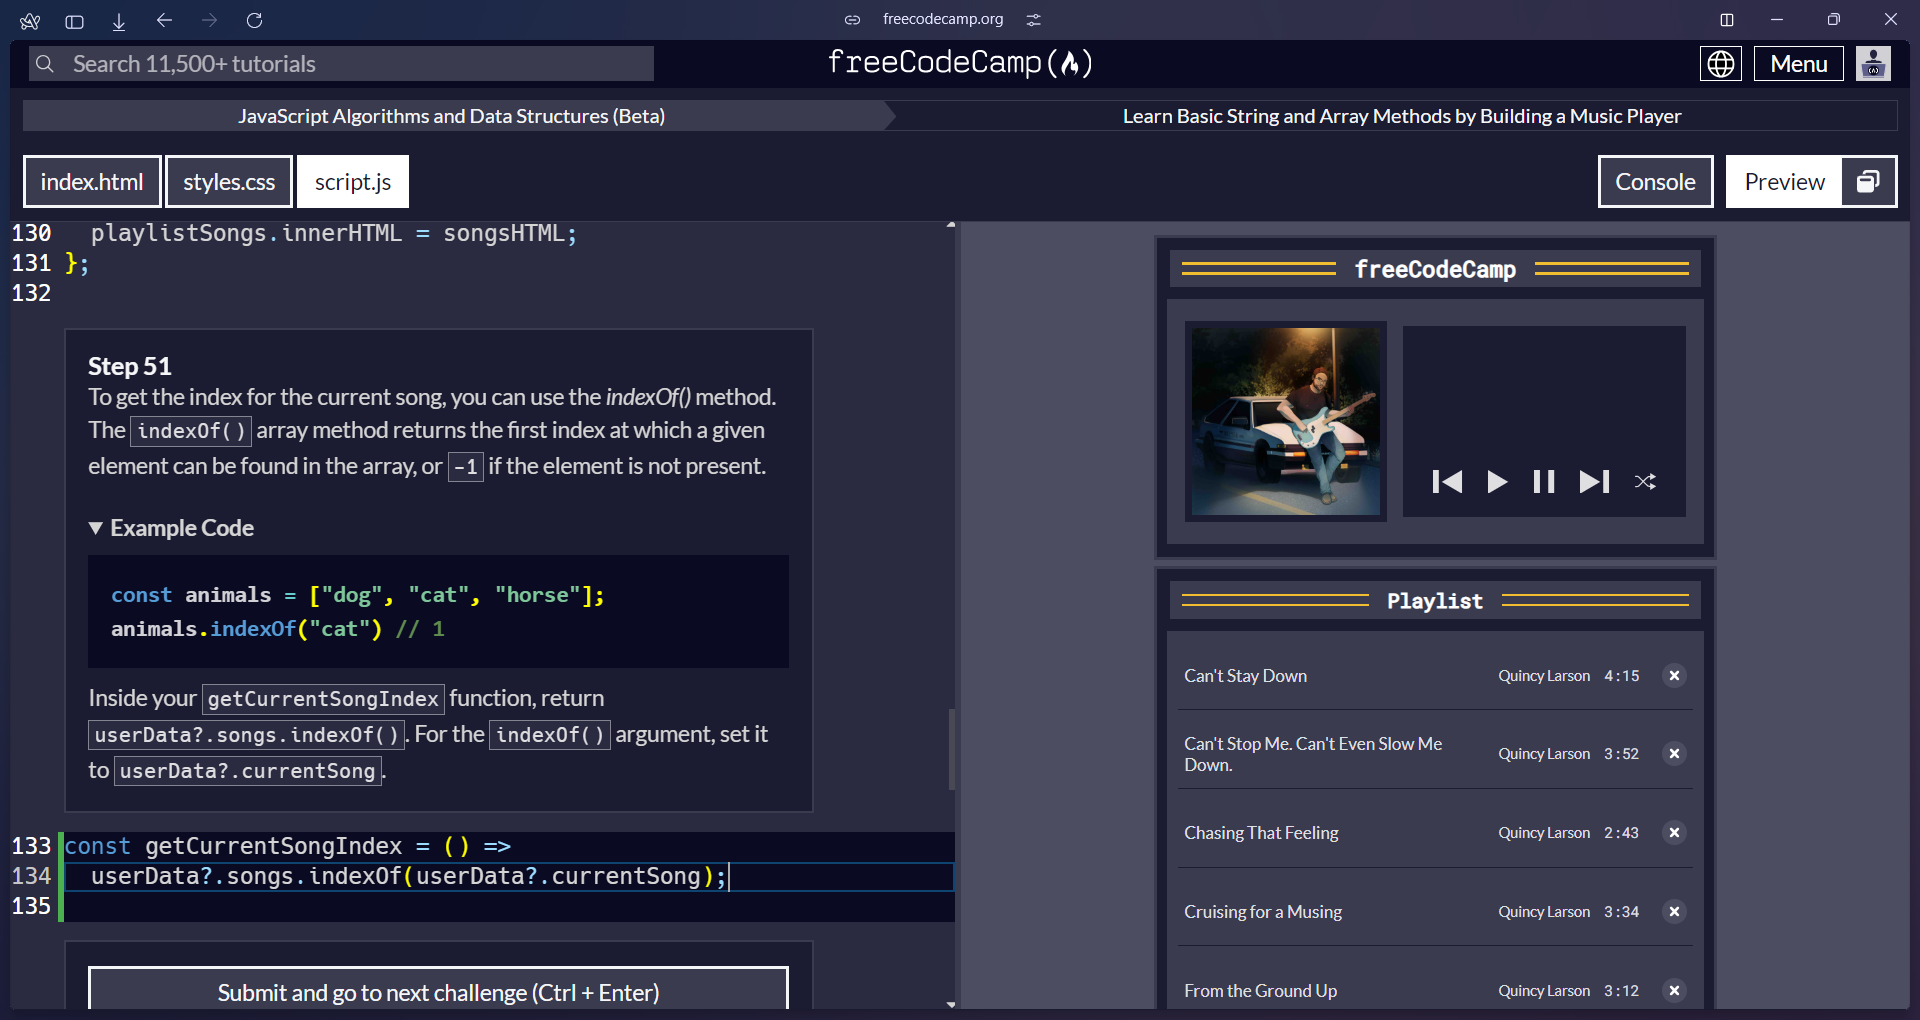 freecodecamp.org
Search 11,500+ tutorials
freeCodeCamp
Menu
JavaScript Algorithms and Data Structures (Beta)
Learn Basic String and Array Methods by Building a Music Player
index.html
styles.css
script.js
Console
Preview
130 playlistSongs.innerHTML = songsHTML;
131 };
132
Step 51
To get the index for the current song, you can use the indexOf() method.
The indexOf() array method returns the first index at which a given
element can be found in the array, or -1 if the element is not present.
Example Code
const animals = ["dog", "cat", "horse"];
animals.indexOf("cat") // 1
Inside your getCurrentSongIndex function, return
userData?.songs.indexOf(). For the indexOf() argument, set it
to userData?.currentSong.
133 const getCurrentSongIndex = () =>
134 userData?.songs.indexOf(userData?.currentSong);
135
Submit and go to next challenge (Ctrl + Enter)
freeCodeCamp
Playlist
Can't Stay Down Quincy Larson 4:15
Can't Stop Me. Can't Even Slow Me
Down. Quincy Larson 3:52
Chasing That Feeling Quincy Larson 2:43
Cruising for a Musing Quincy Larson 3:34
From the Ground Up Quincy Larson 3:12